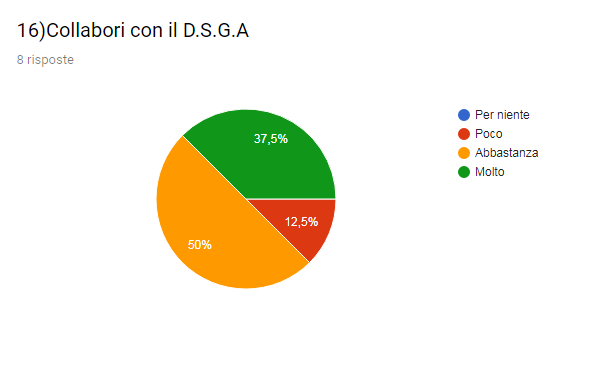 16)Collabori con il D.S.G.A
8 risposte
37,5%
12,5%
50%
Per niente
Poco
Abbastanza
Molto